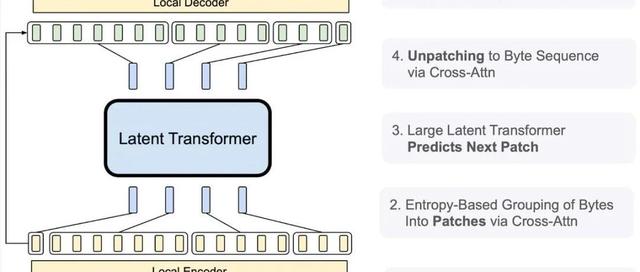 Local Decoder
4. Unpatching to Byte Sequence
via Cross-Attn
Latent Transformer
3. Large Latent Transformer
Predicts Next Patch
2. Entropy-Based Grouping of Bytes
Into Patches via Cross-Attn
Local Encoder